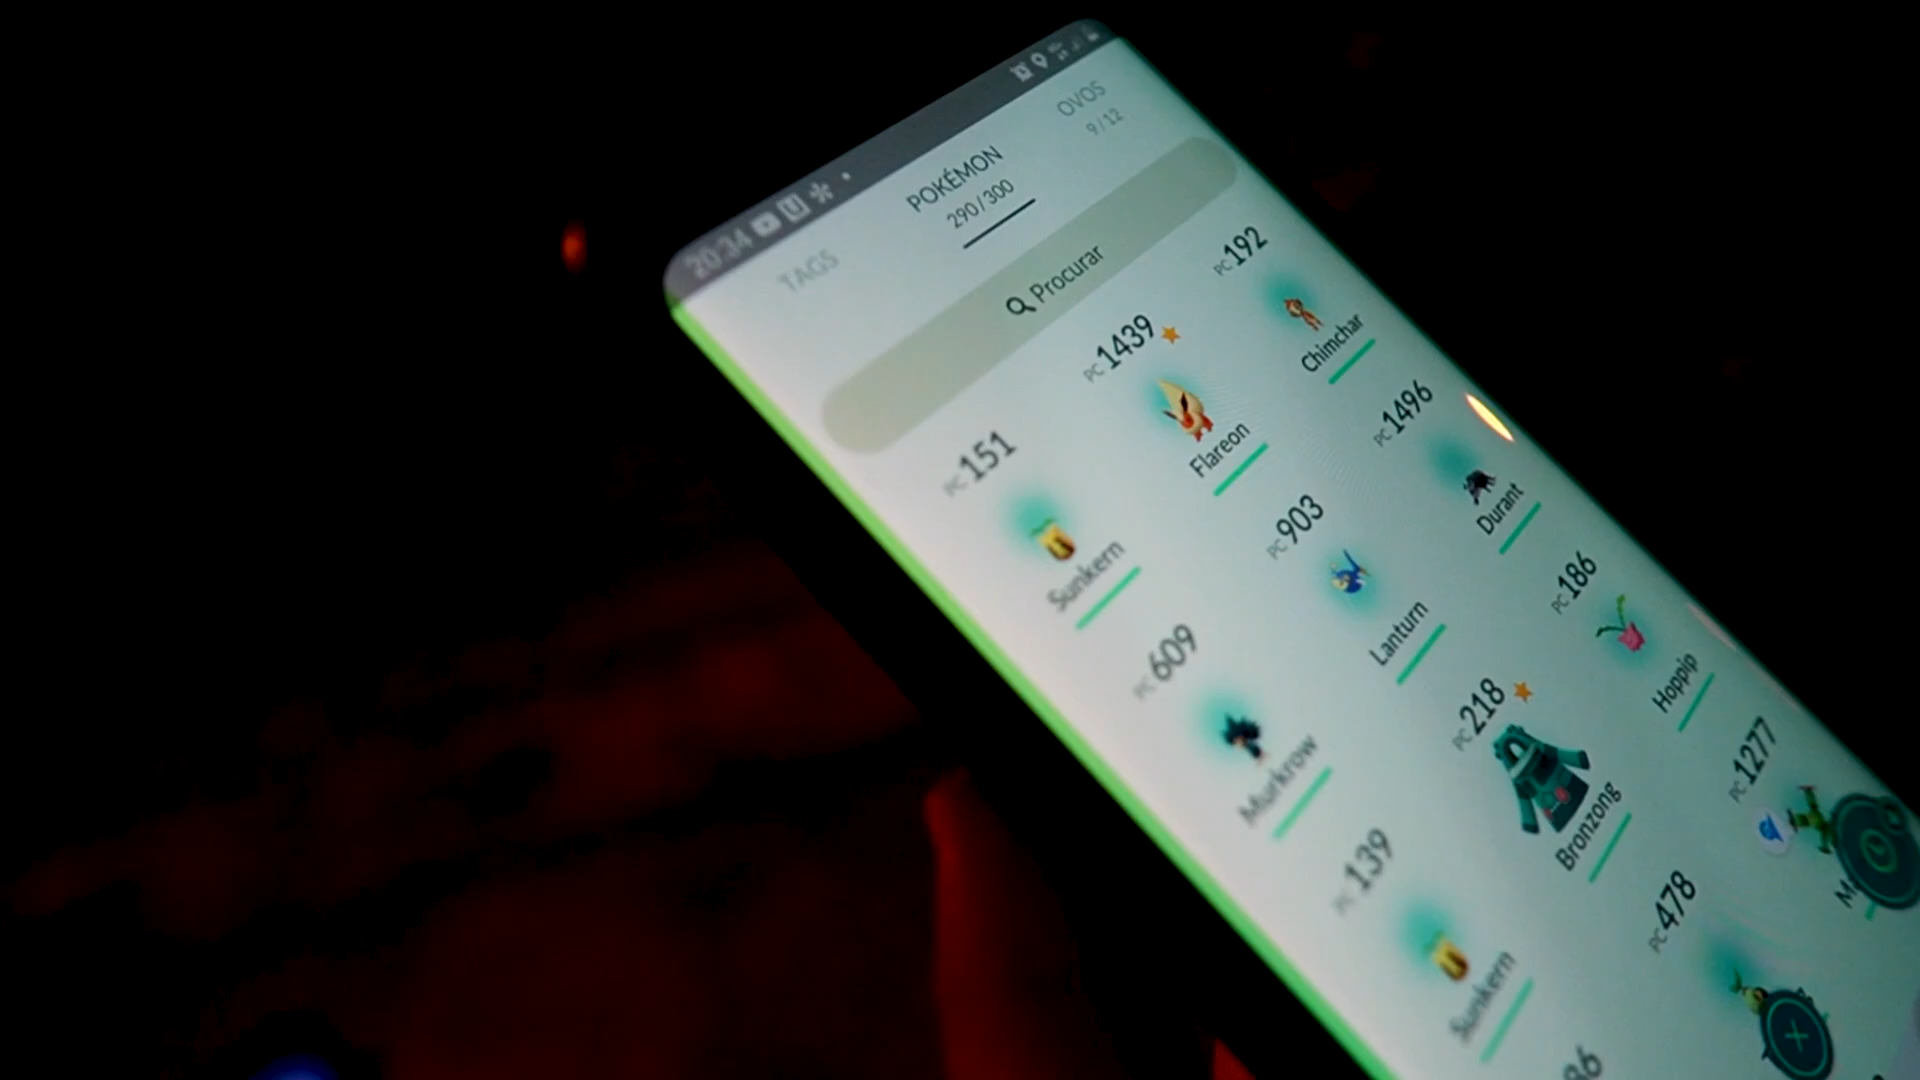 20:34
TAGS
POKÉMON
290/300
OVOS
9/12
Procurar
PC151
Sunkern
PC1439
Flareon
PC192
Chimchar
PC609
Murkrow
PC903
Lanturn
PC1496
Durant
PC139
Sunkern
PC218
Bronzong
PC186
Hoppip
PC478
PC1277